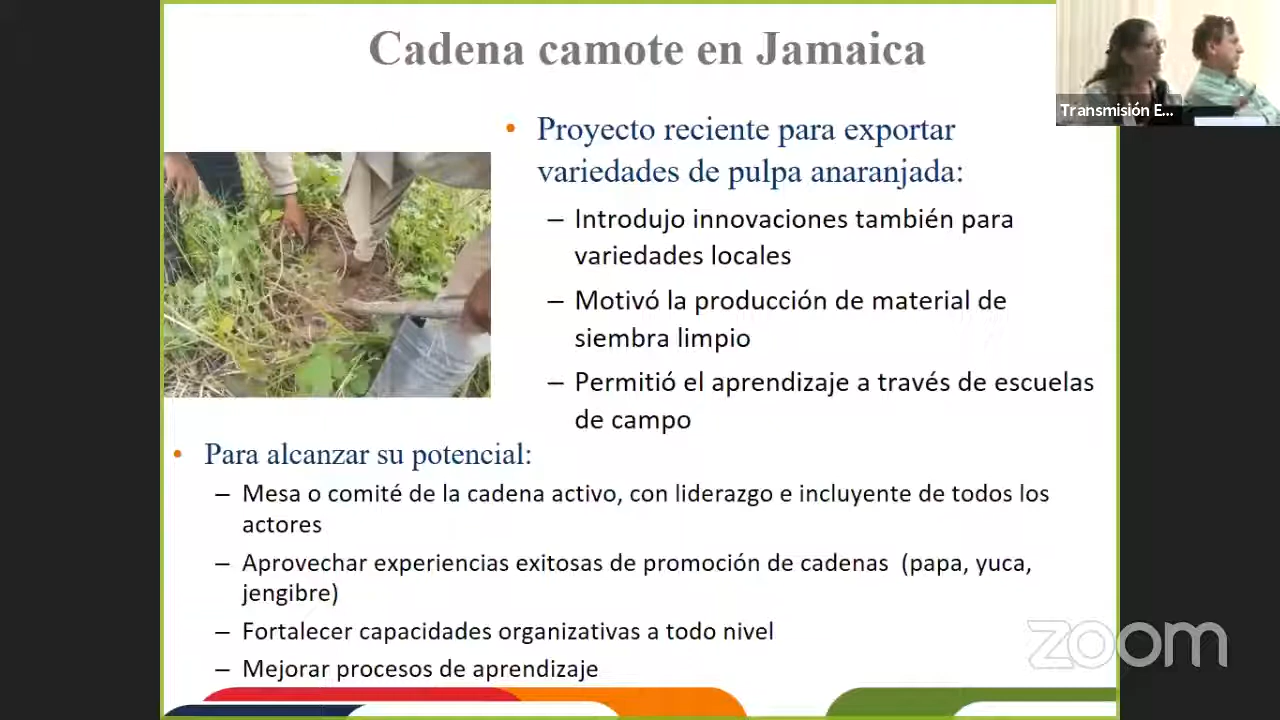 Cadena camote en Jamaica
Transmisión E...
• Proyecto reciente para exportar
variedades de pulpa anaranjada:
– Introdujo innovaciones también para
variedades locales
– Motivó la producción de material de
siembra limpio
– Permitió el aprendizaje a través de escuelas
de campo
• Para alcanzar su potencial:
– Mesa o comité de la cadena activo, con liderazgo e incluyente de todos los
actores
– Aprovechar experiencias exitosas de promoción de cadenas (papa, yuca,
jengibre)
– Fortalecer capacidades organizativas a todo nivel
– Mejorar procesos de aprendizaje
zoom